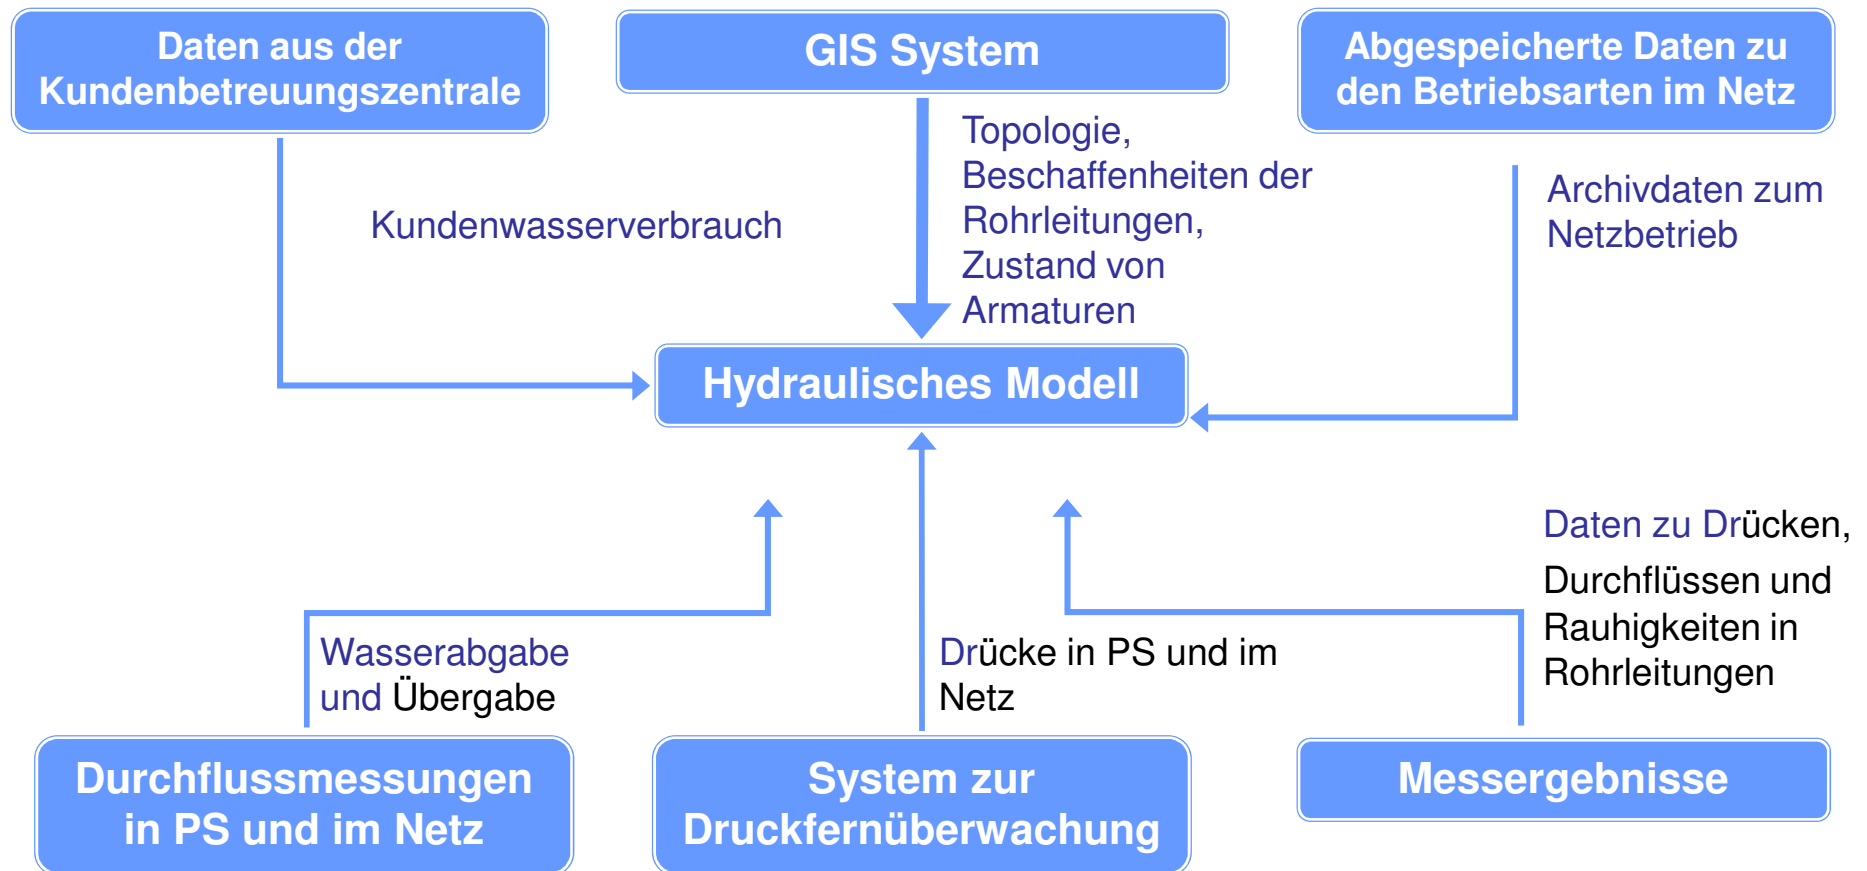 Daten aus der
Kundenbetreuungszentrale
GIS System
Abgespeicherte Daten zu
den Betriebsarten im Netz
Topologie,
Beschaffenheiten der
Rohrleitungen,
Zustand von
Armaturen
Kundenwasserverbrauch
Archivdaten zum
Netzbetrieb
Hydraulisches Modell
Wasserabgabe
und Übergabe
Drücke in PS und im
Netz
Daten zu Drücken,
Durchflüssen und
Rauhigkeiten in
Rohrleitungen
Durchflussmessungen
in PS und im Netz
System zur
Druckfernüberwachung
Messergebnisse